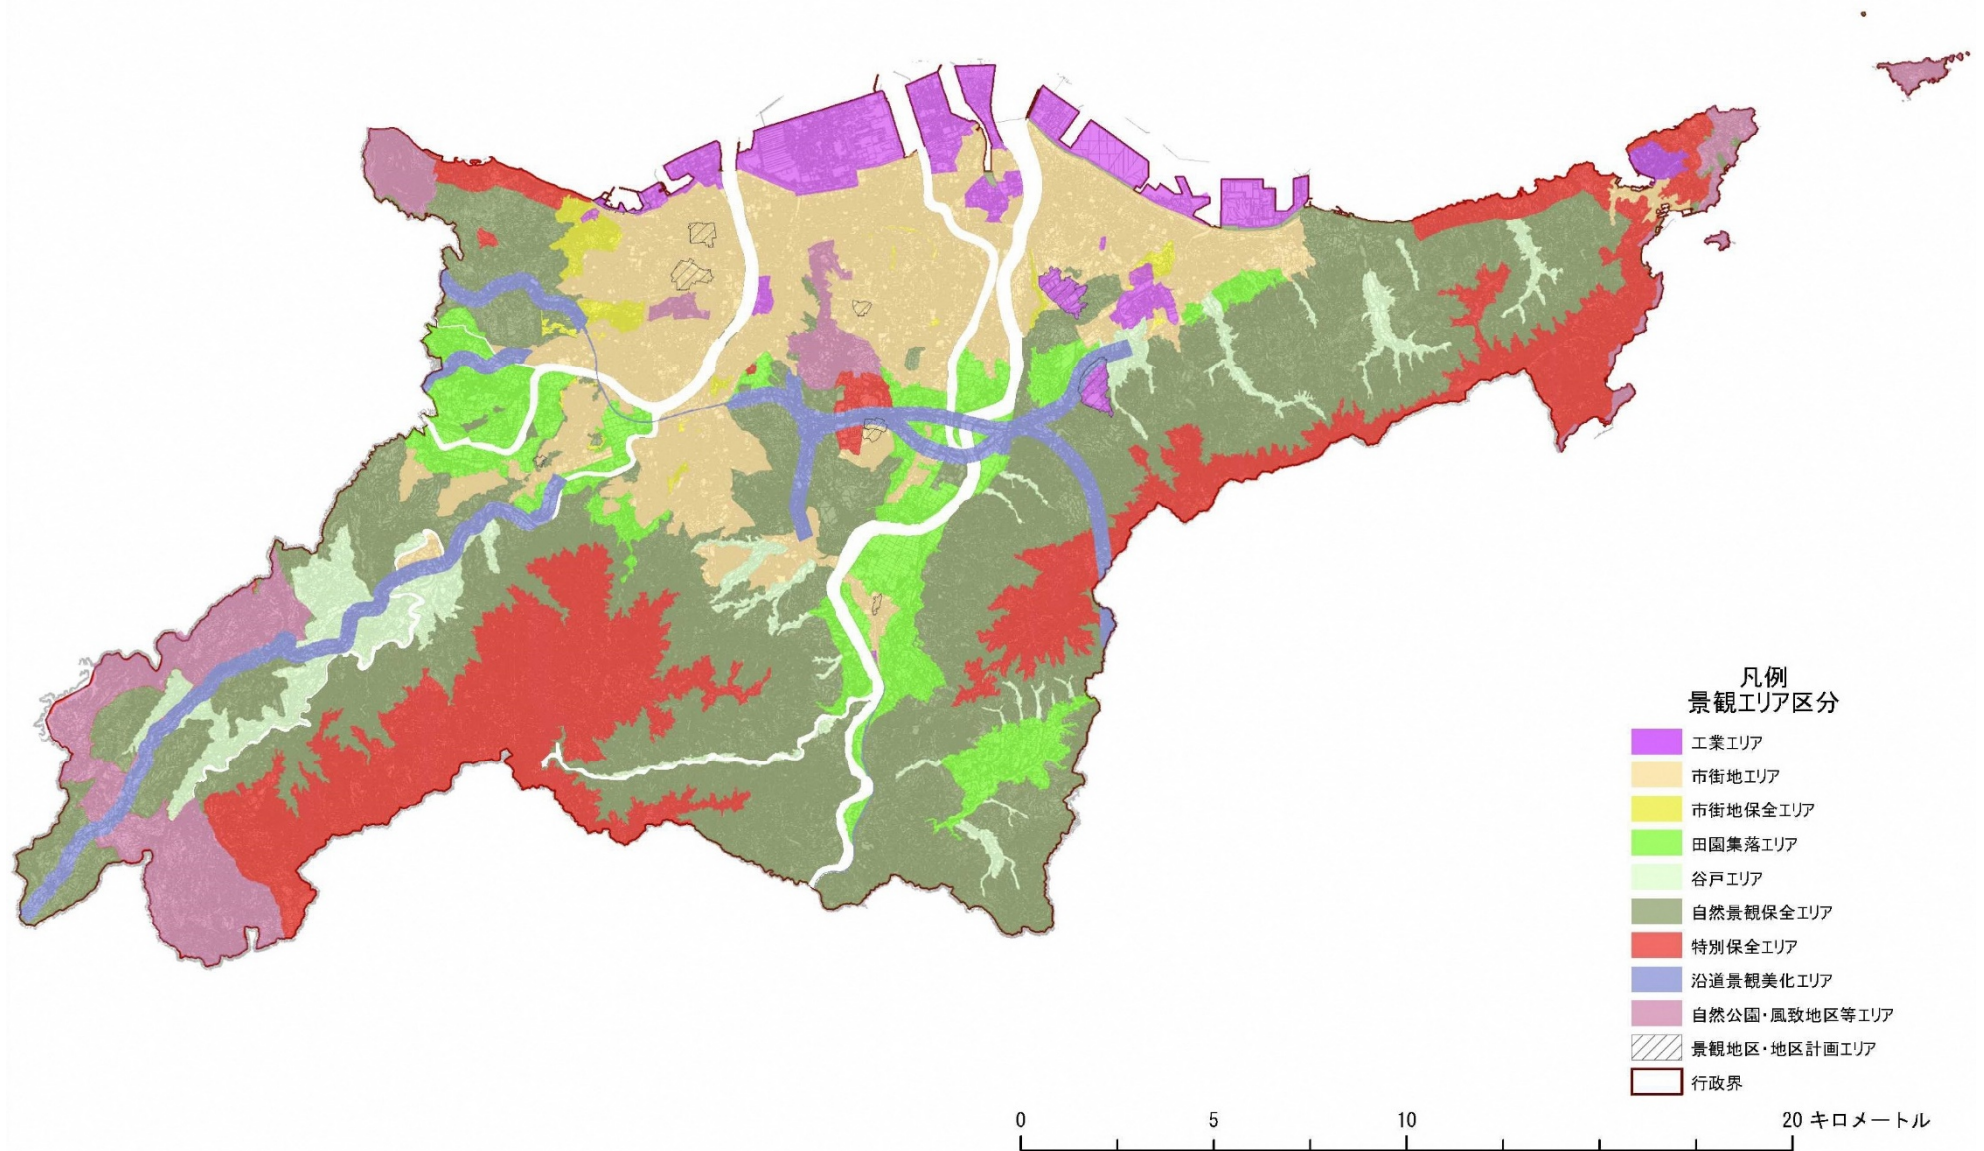 凡例
景観エリア区分
工業エリア
市街地エリア
市街地保全エリア
田園集落エリア
谷戸エリア
自然景観保全エリア
特別保全エリア
沿道景観美化エリア
自然公園・風致地区等エリア
景観地区・地区計画エリア
行政界
0 5 10 20 キロメートル